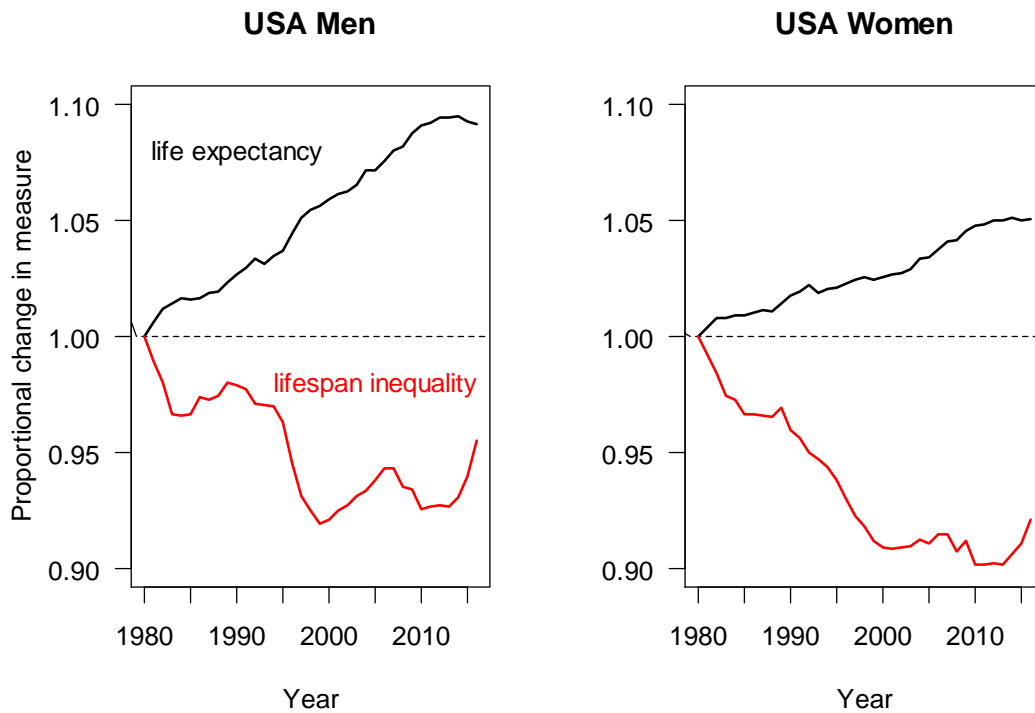 USA Men
USA Women
Proportional change in measure
1.10
1.05
1.00
0.95
0.90
life expectancy
lifespan inequality
1980 1990 2000 2010
Year
1.10
1.05
1.00
0.95
0.90
1980 1990 2000 2010
Year